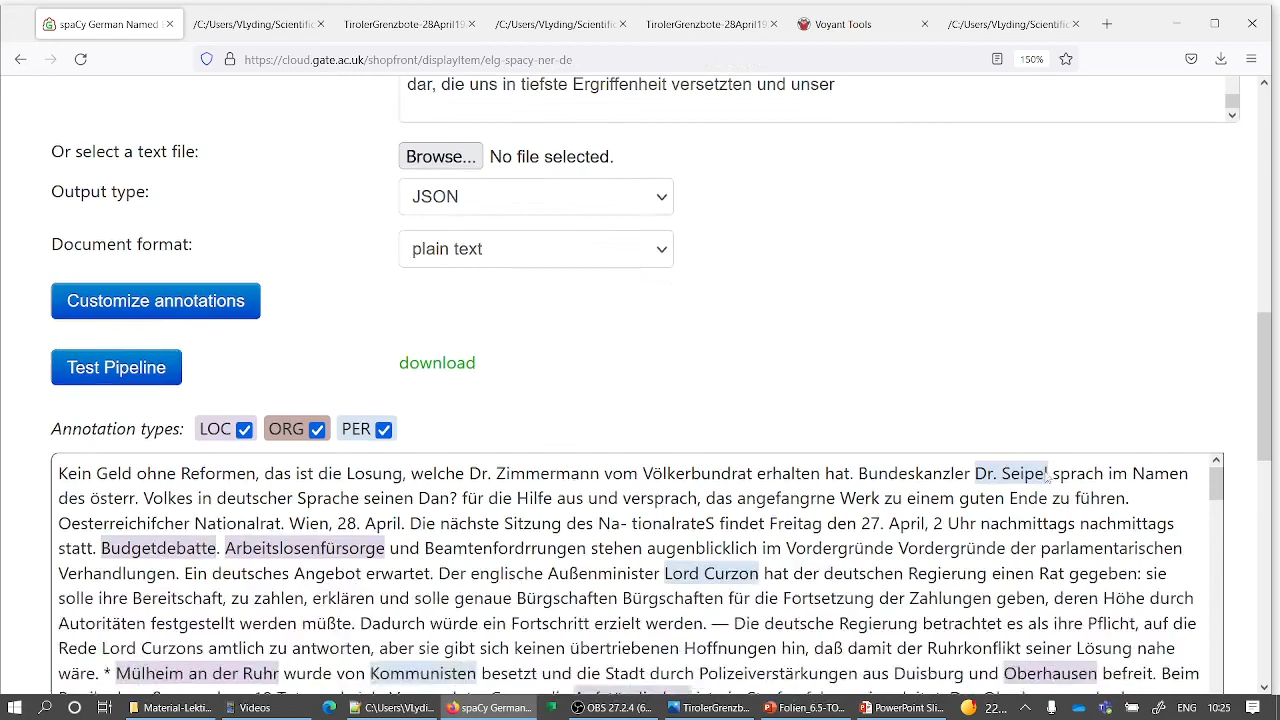 spaCy German Named E
/C:/Users/VLyding/Scientific
TirolerGrenzbote-28April19
/C:/Users/VLyding/Scientific
TirolerGrenzbote-28April19
Voyant Tools
/C:/Users/VLyding/Scientific
https://cloud.gate.ac.uk/shopfront/displayItem/elg-spacy-ner-de
150%
dar, die uns in tiefste Ergriffenheit versetzten und unser
Or select a text file:
Browse... No file selected.
Output type:
JSON
Document format:
plain text
Customize annotations
Test Pipeline
download
Annotation types: LOC ORG PER
Kein Geld ohne Reformen, das ist die Losung, welche Dr. Zimmermann vom Völkerbundrat erhalten hat. Bundeskanzler Dr. Seipel sprach im Namen
des österr. Volkes in deutscher Sprache seinen Dan? für die Hilfe aus und versprach, das angefangrne Werk zu einem guten Ende zu führen.
Oesterreichifcher Nationalrat. Wien, 28. April. Die nächste Sitzung des Na- tionalrateS findet Freitag den 27. April, 2 Uhr nachmittags nachmittags
statt. Budgetdebatte. Arbeitslosenfürsorge und Beamtenfordrrungen stehen augenblicklich im Vordergründe Vordergründe der parlamentarischen
Verhandlungen. Ein deutsches Angebot erwartet. Der englische Außenminister Lord Curzon hat der deutschen Regierung einen Rat gegeben: sie
solle ihre Bereitschaft, zu zahlen, erklären und solle genaue Bürgschaften Bürgschaften für die Fortsetzung der Zahlungen geben, deren Höhe durch
Autoritäten festgestellt werden müßte. Dadurch würde ein Fortschritt erzielt werden. — Die deutsche Regierung betrachtet es als ihre Pflicht, auf die
Rede Lord Curzons amtlich zu antworten, aber sie gibt sich keinen übertriebenen Hoffnungen hin, daß damit der Ruhrkonflikt seiner Lösung nahe
wäre. * Mülheim an der Ruhr wurde von Kommunisten besetzt und die Stadt durch Polizeiverstärkungen aus Duisburg und Oberhausen befreit. Beim
Material-Lekti...
Videos
C:\Users\VLyd...
spaCy German...
OBS 27.2.4 (6...
TirolerGrenzb...
Folien_6.5-TO...
PowerPoint Sl...
22...
ENG
10:25